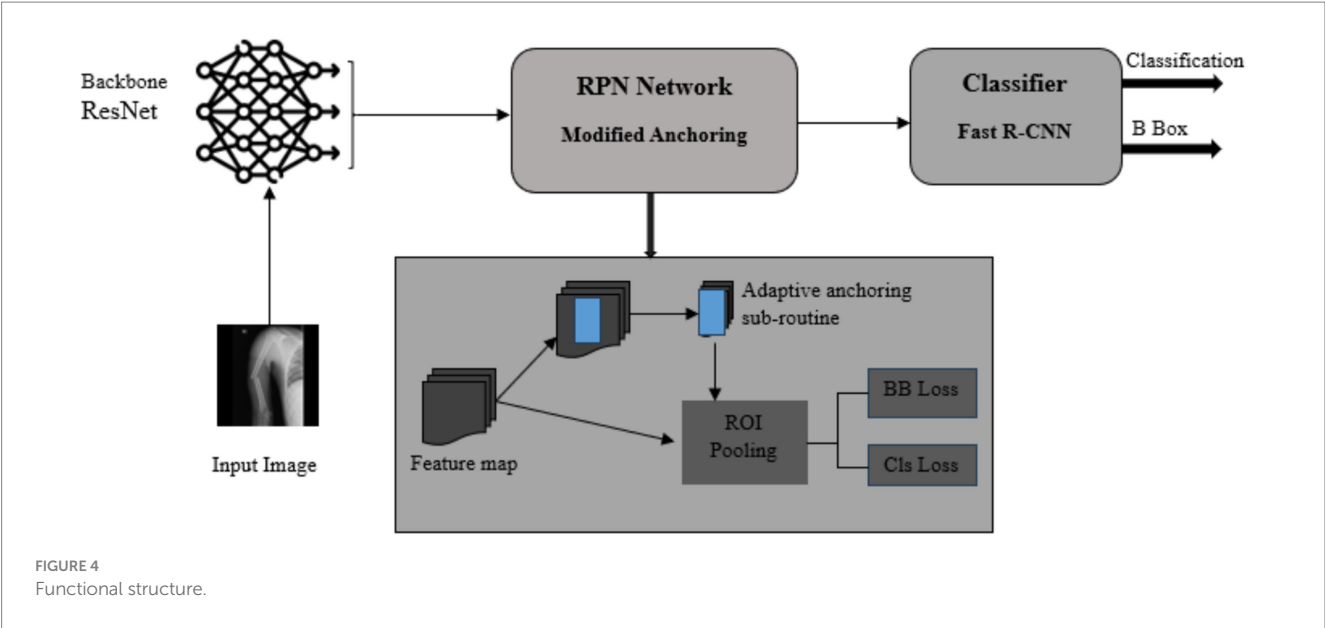 Backbone
ResNet
RPN Network
Modified Anchoring
Classifier
Fast R-CNN
Classification
B Box
Input Image
Feature map
Adaptive anchoring
sub-routine
ROI
Pooling
BB Loss
Cls Loss
FIGURE 4
Functional structure.